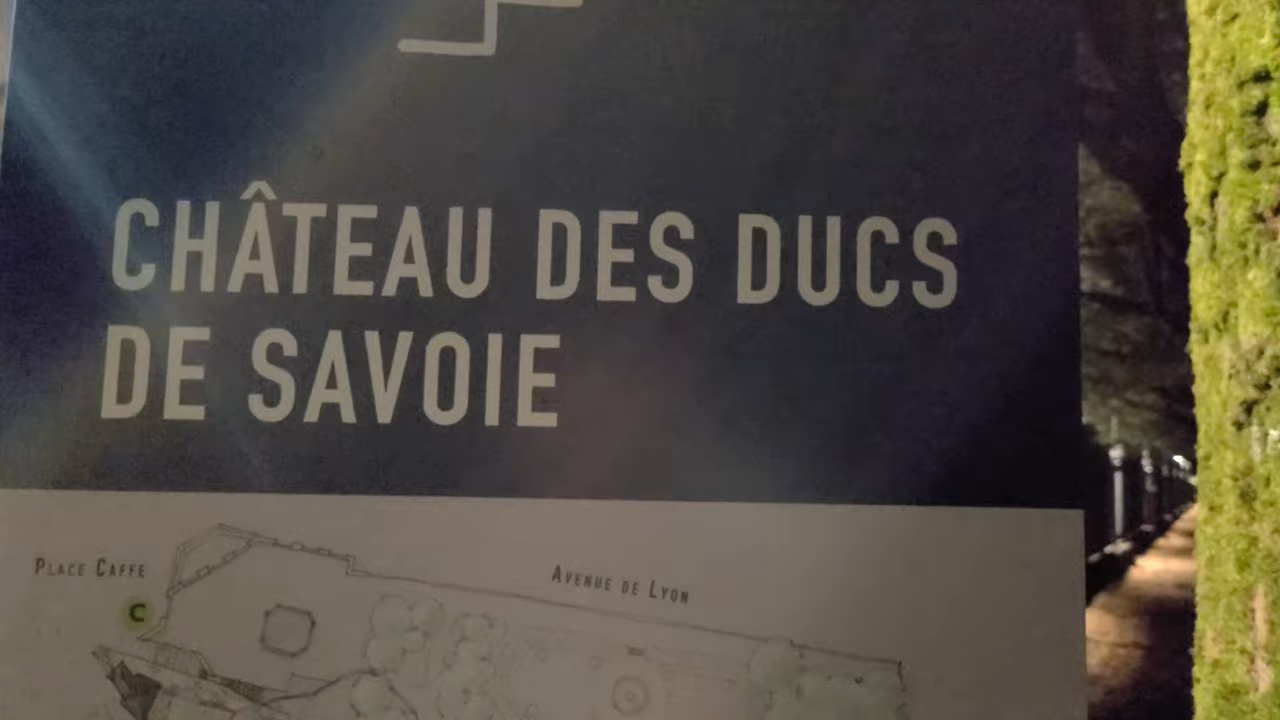 CHÂTEAU DES DUCS
DE SAVOIE
PLACE CAFFE
AVENUE DE LYON
C